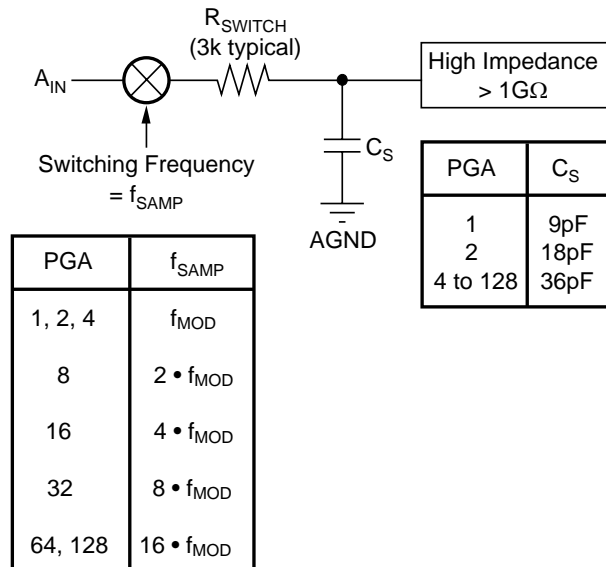 R_SWITCH
(3k typical)
A_IN
High Impedance
> 1GΩ
Switching Frequency
= f_SAMP
C_S
AGND
PGA C_S
1 9pF
2 18pF
4 to 128 36pF
PGA f_SAMP
1, 2, 4 f_MOD
8 2 • f_MOD
16 4 • f_MOD
32 8 • f_MOD
64, 128 16 • f_MOD